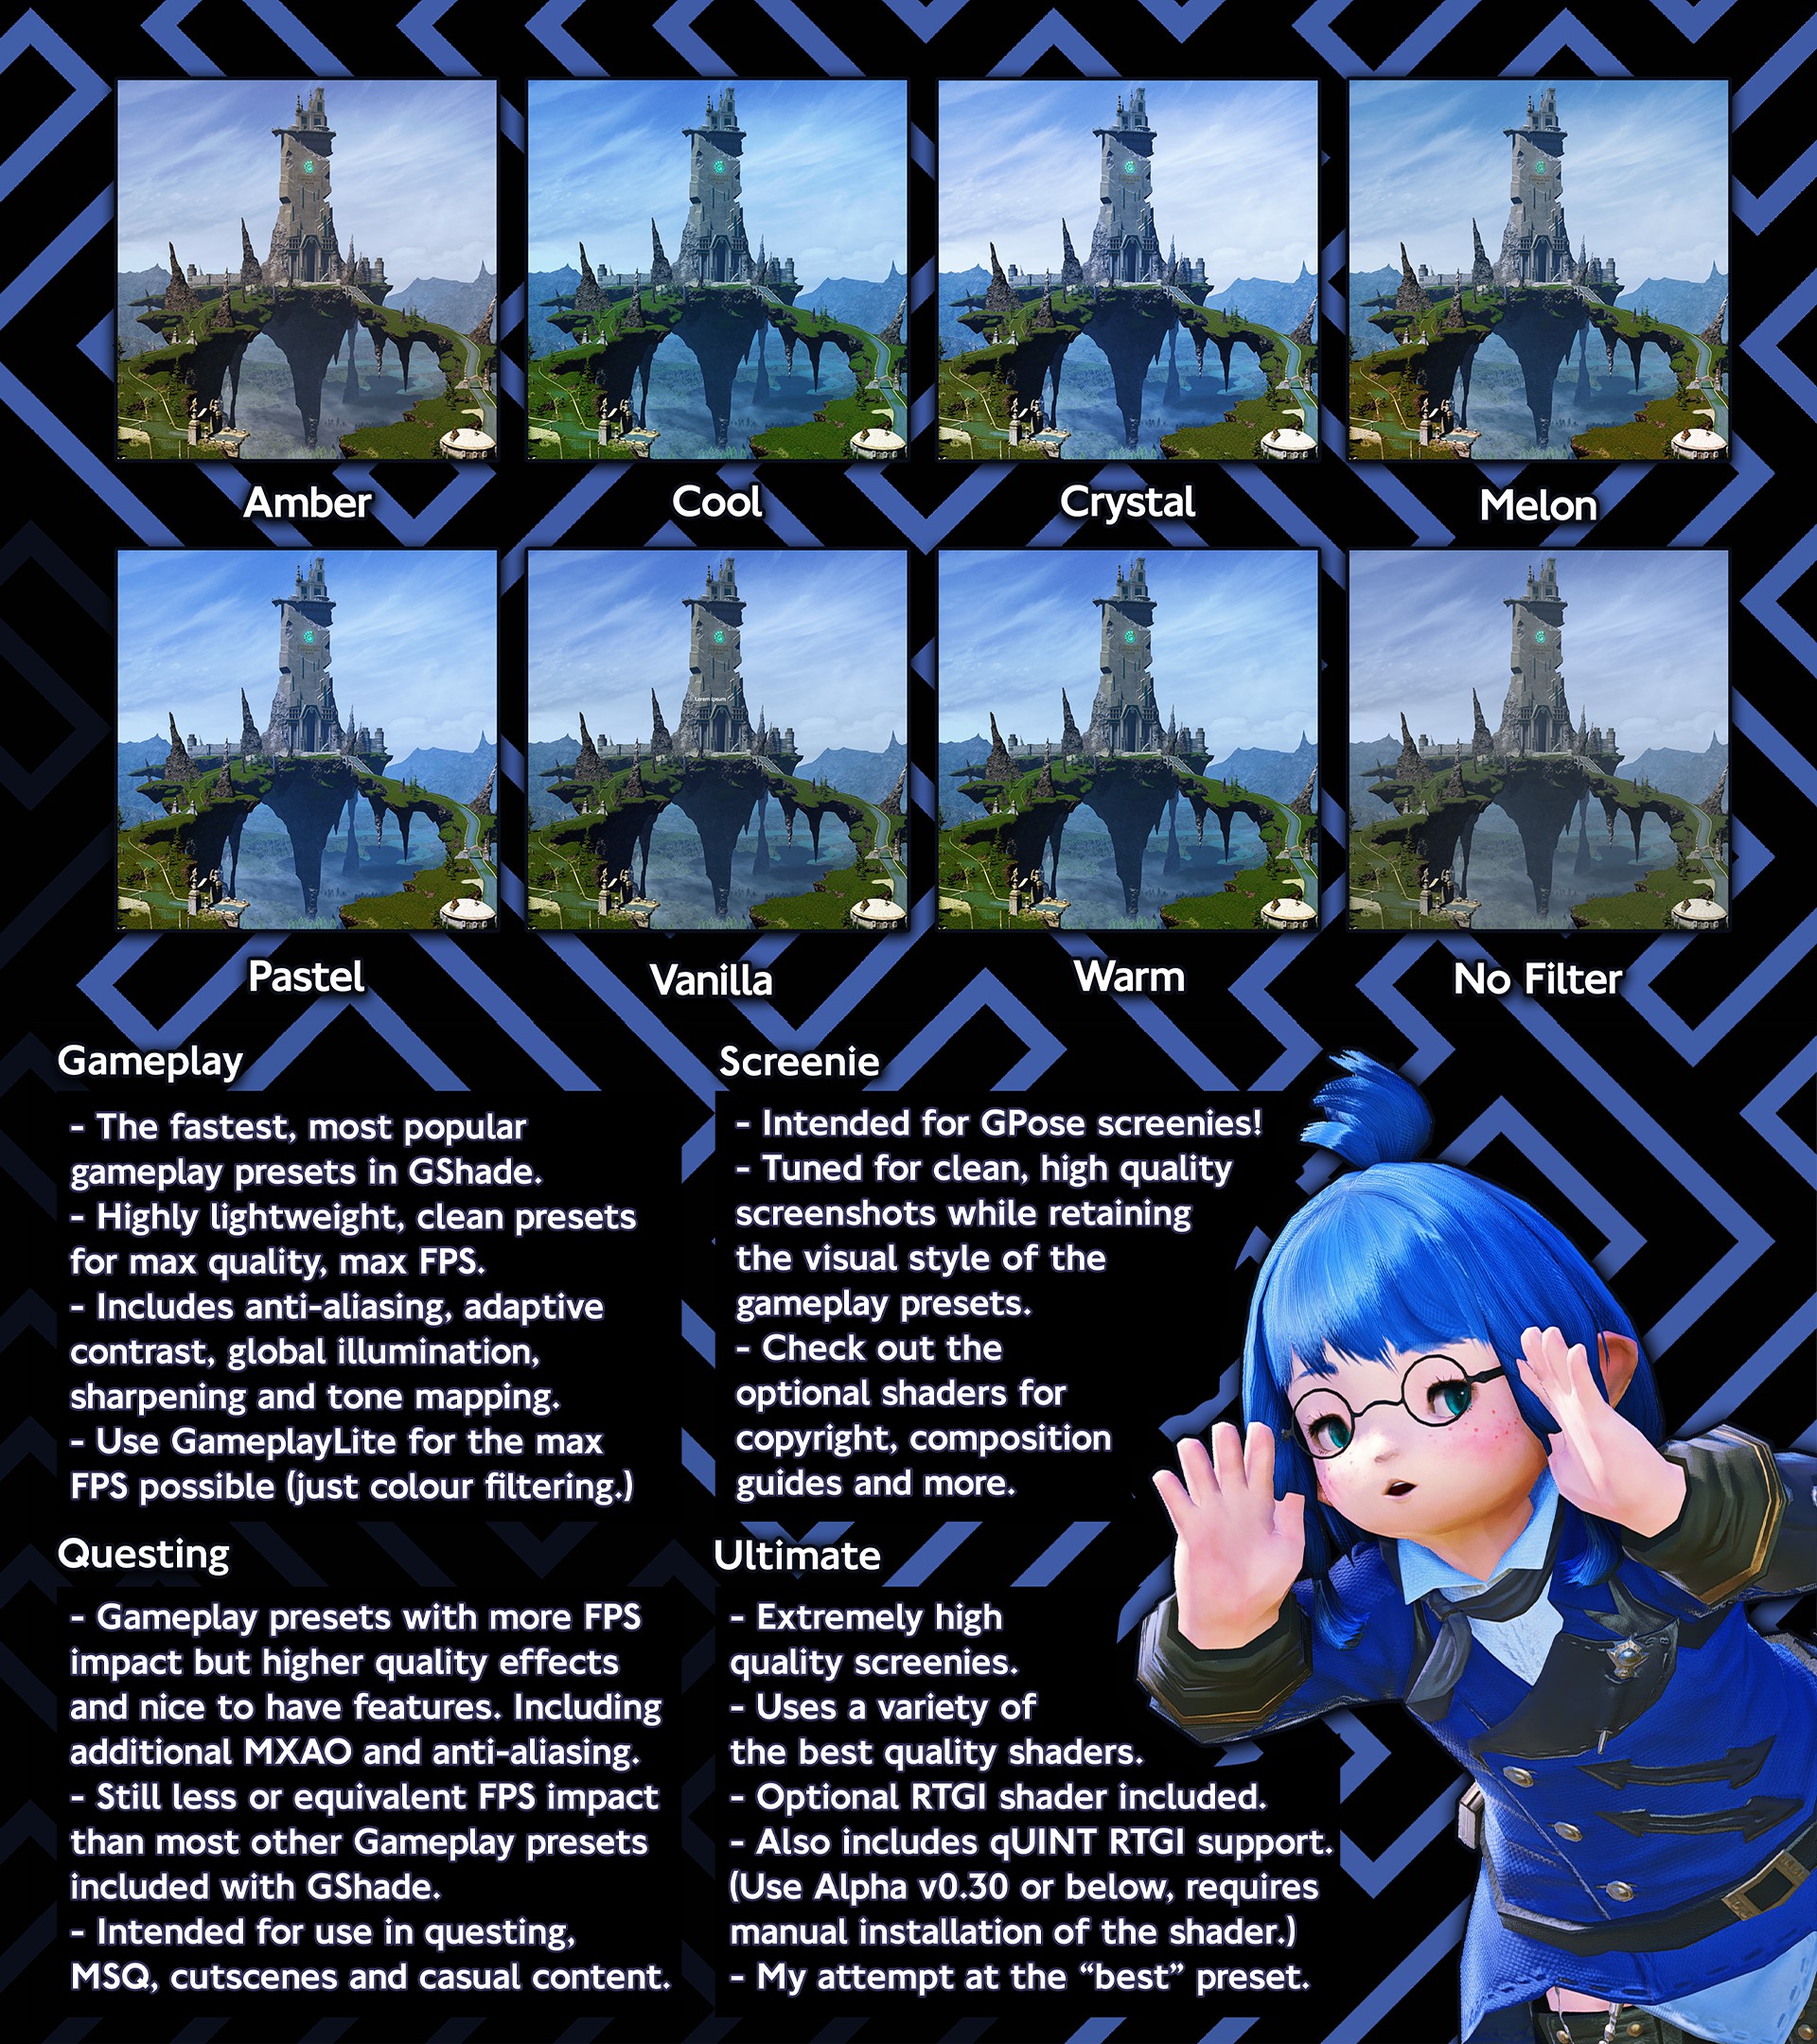 Amber
Cool
Crystal
Melon
Lorem Ipsum
Pastel
Vanilla
Warm
No Filter
Gameplay
- The fastest, most popular
gameplay presets in GShade.
- Highly lightweight, clean presets
for max quality, max FPS.
- Includes anti-aliasing, adaptive
contrast, global illumination,
sharpening and tone mapping.
- Use GameplayLite for the max
FPS possible (just colour filtering.)
Screenie
- Intended for GPose screenies!
- Tuned for clean, high quality
screenshots while retaining
the visual style of the
gameplay presets.
- Check out the
optional shaders for
copyright, composition
guides and more.
Questing
- Gameplay presets with more FPS
impact but higher quality effects
and nice to have features. Including
additional MXAO and anti-aliasing.
- Still less or equivalent FPS impact
than most other Gameplay presets
included with GShade.
- Intended for use in questing,
MSQ, cutscenes and casual content.
Ultimate
- Extremely high
quality screenies.
- Uses a variety of
the best quality shaders.
- Optional RTGI shader included.
- Also includes qUINT RTGI support.
(Use Alpha v0.30 or below, requires
manual installation of the shader.)
- My attempt at the “best” preset.